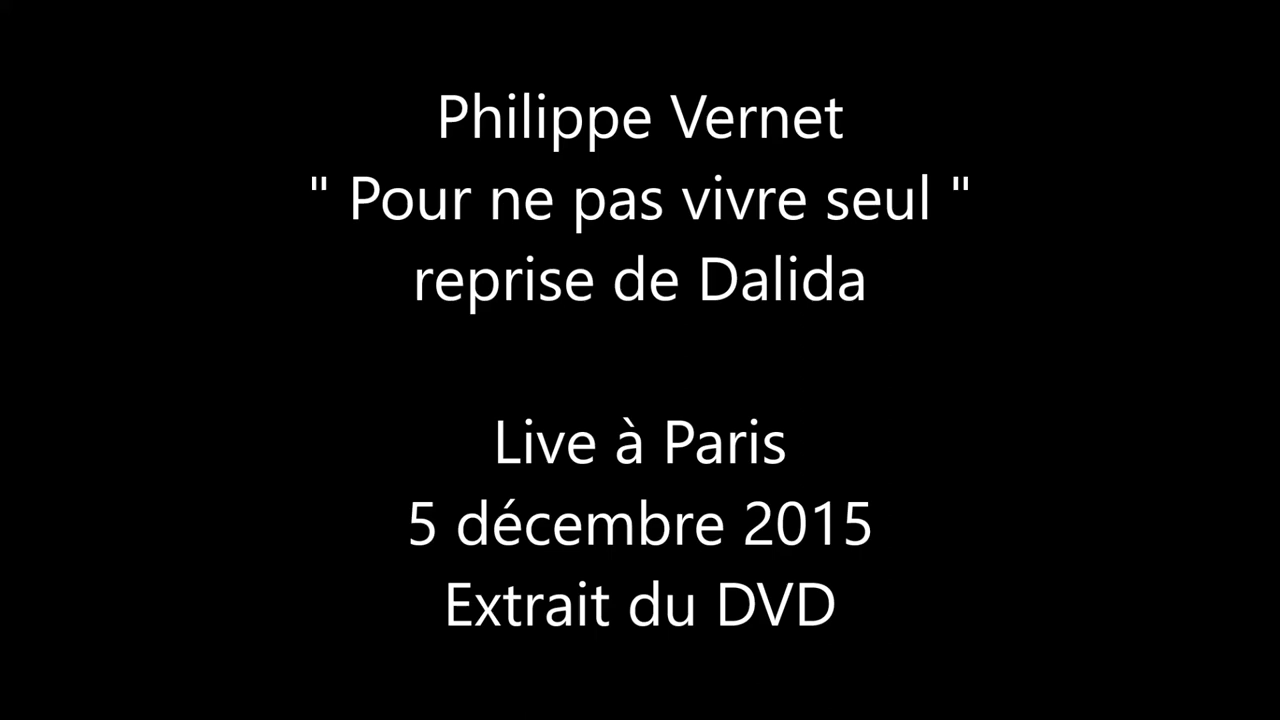 Philippe Vernet
" Pour ne pas vivre seul "
reprise de Dalida
Live à Paris
5 décembre 2015
Extrait du DVD